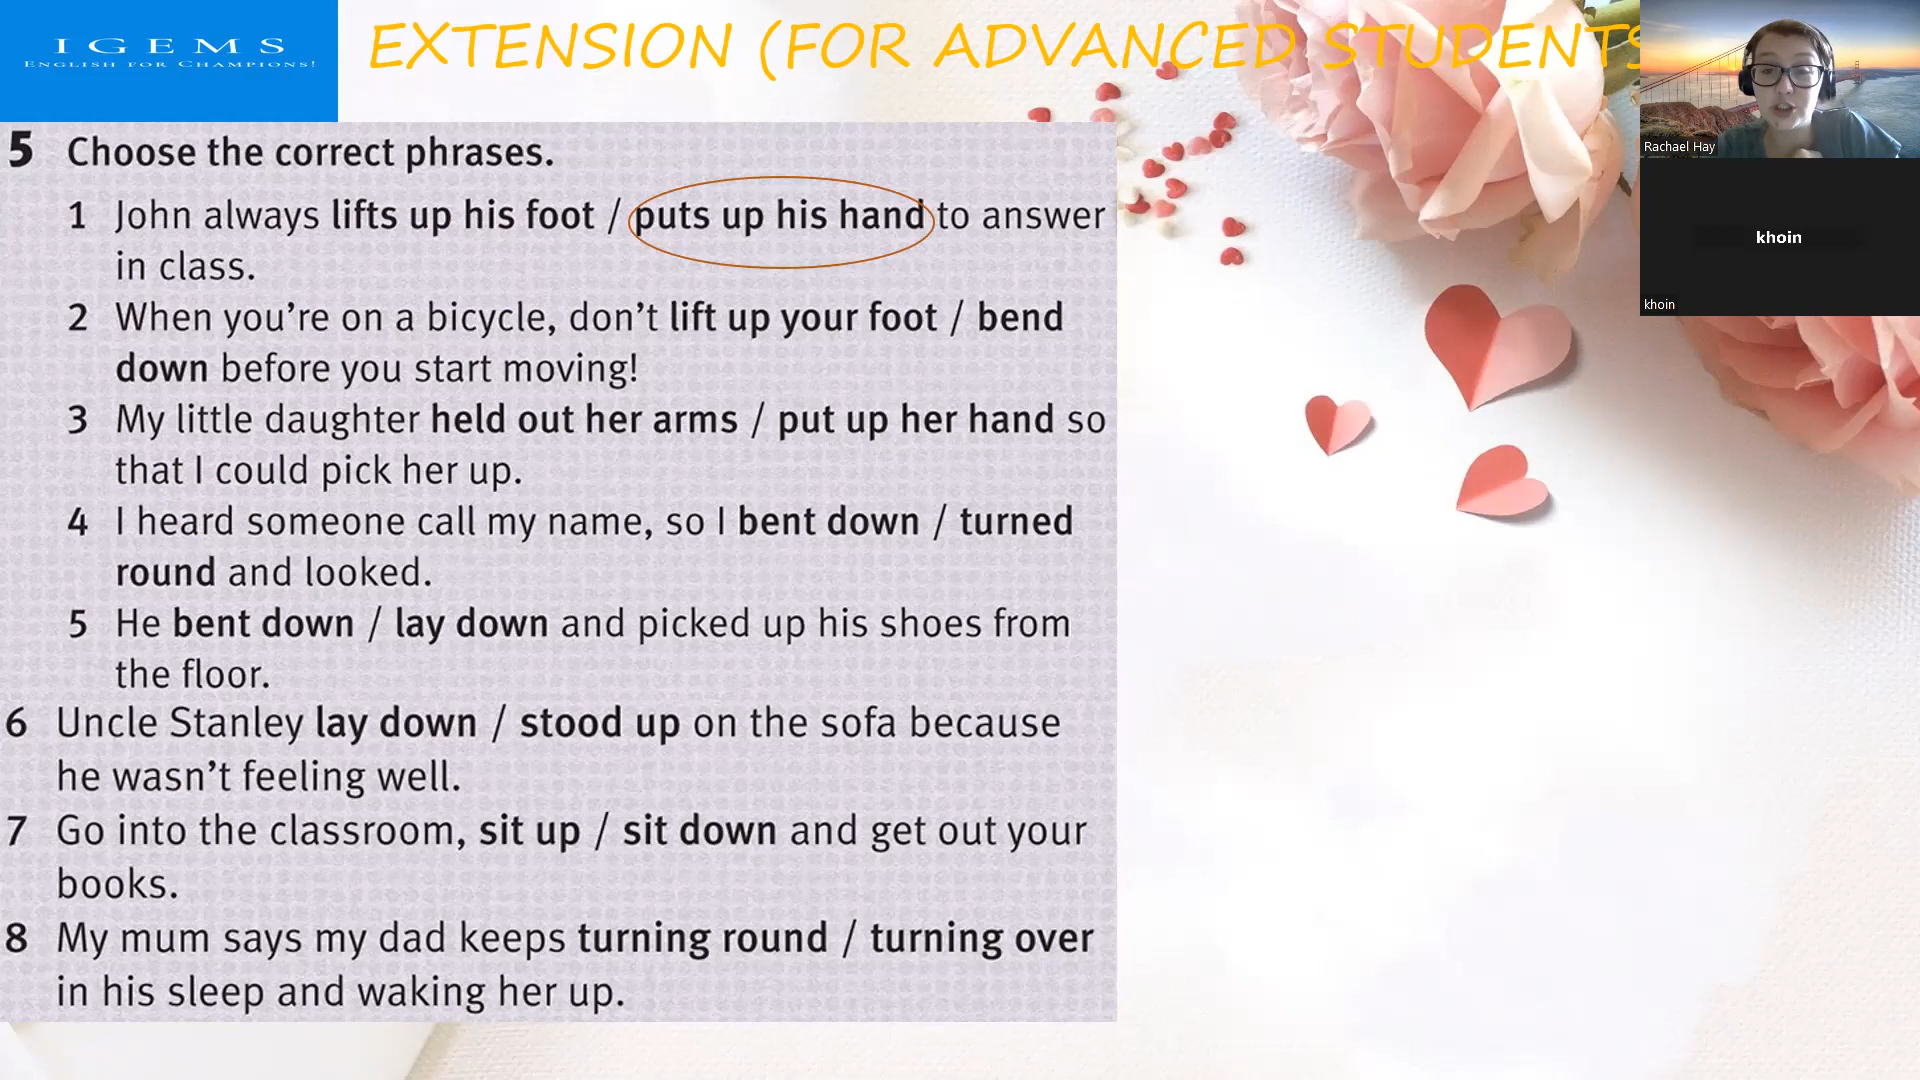 IGEMS
ENGLISH FOR CHAMPIONS!
EXTENSION (FOR ADVANCED STUDENTS
Rachael Hay
khoin
khoin
5 Choose the correct phrases.
1 John always lifts up his foot / puts up his hand to answer
in class.
2 When you’re on a bicycle, don’t lift up your foot / bend
down before you start moving!
3 My little daughter held out her arms / put up her hand so
that I could pick her up.
4 I heard someone call my name, so I bent down / turned
round and looked.
5 He bent down / lay down and picked up his shoes from
the floor.
6 Uncle Stanley lay down / stood up on the sofa because
he wasn’t feeling well.
7 Go into the classroom, sit up / sit down and get out your
books.
8 My mum says my dad keeps turning round / turning over
in his sleep and waking her up.